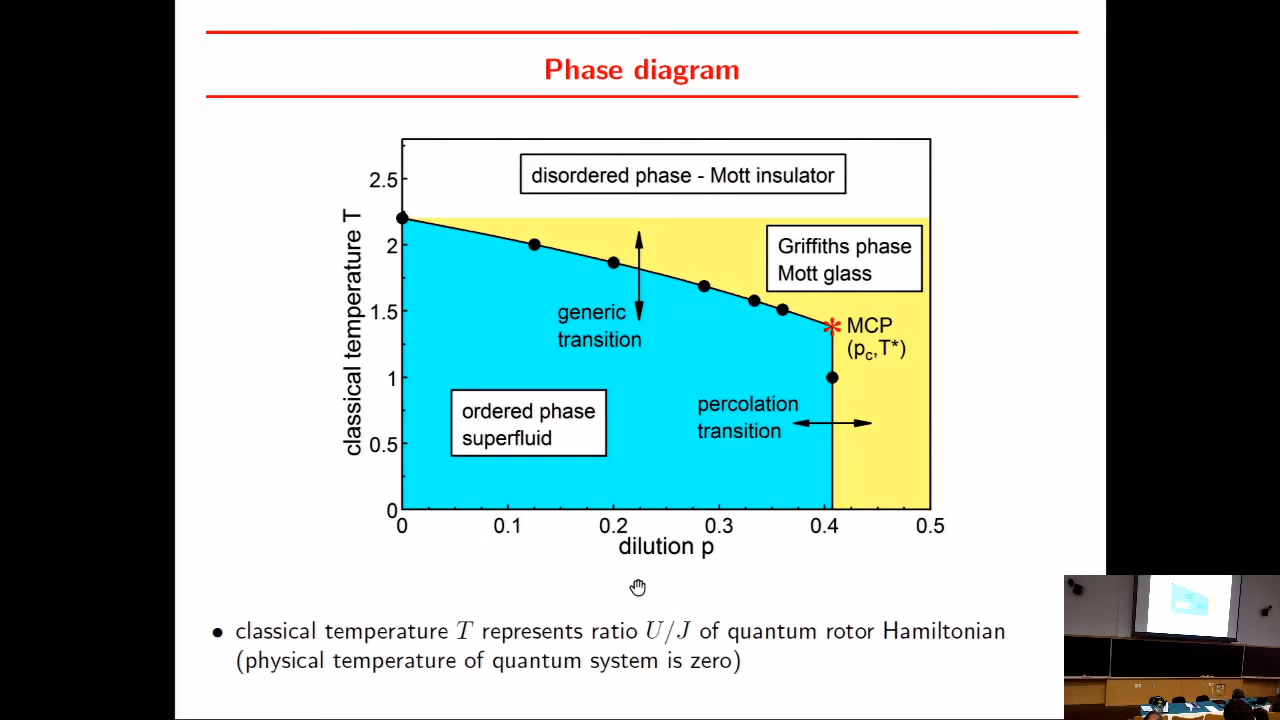 Phase diagram
disordered phase - Mott insulator
Griffiths phase
Mott glass
generic
transition
MCP
(p_c,T*)
ordered phase
superfluid
percolation
transition
classical temperature T
2.5
2
1.5
1
0.5
0
0
0.1
0.2
0.3
0.4
0.5
dilution p
• classical temperature T represents ratio U/J of quantum rotor Hamiltonian
(physical temperature of quantum system is zero)